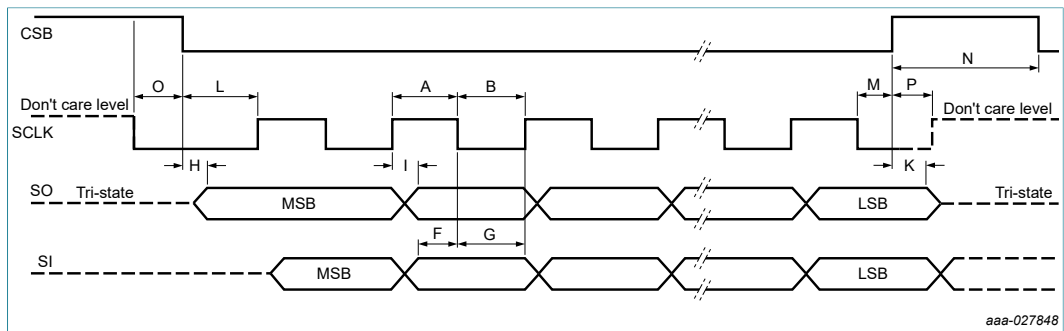 CSB
N
O L A B M P
Don't care level Don't care level
SCLK
H I K
SO Tri-state MSB LSB Tri-state
F G
SI MSB LSB
aaa-027848